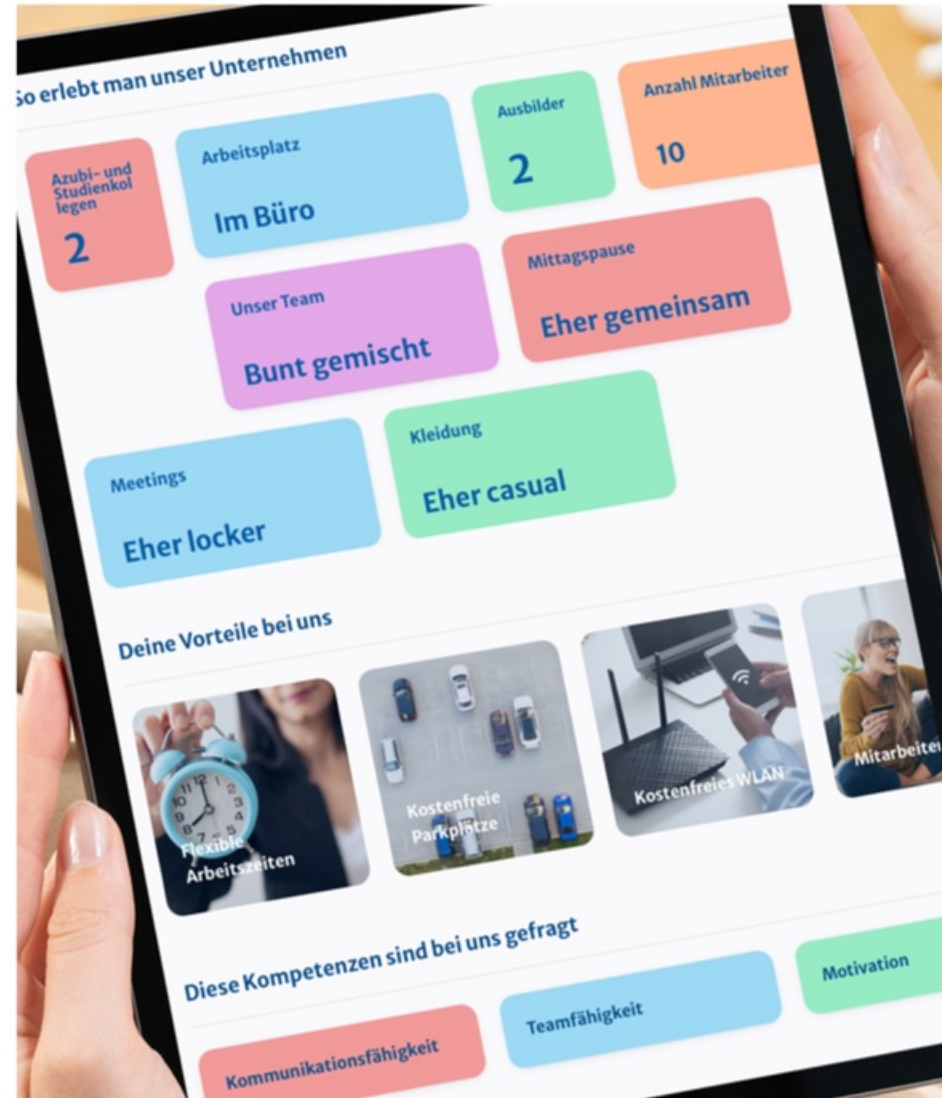 So erlebt man unser Unternehmen
Azubi- und
Studienkol
legen
2
Arbeitsplatz
Im Büro
Ausbilder
2
Anzahl Mitarbeiter
10
Unser Team
Bunt gemischt
Mittagspause
Eher gemeinsam
Meetings
Eher locker
Kleidung
Eher casual
Deine Vorteile bei uns
Flexible
Arbeitszeiten
Kostenfreie
Parkplätze
Kostenfreies WLAN
Mitarbeiter
Diese Kompetenzen sind bei uns gefragt
Kommunikationsfähigkeit
Teamfähigkeit
Motivation